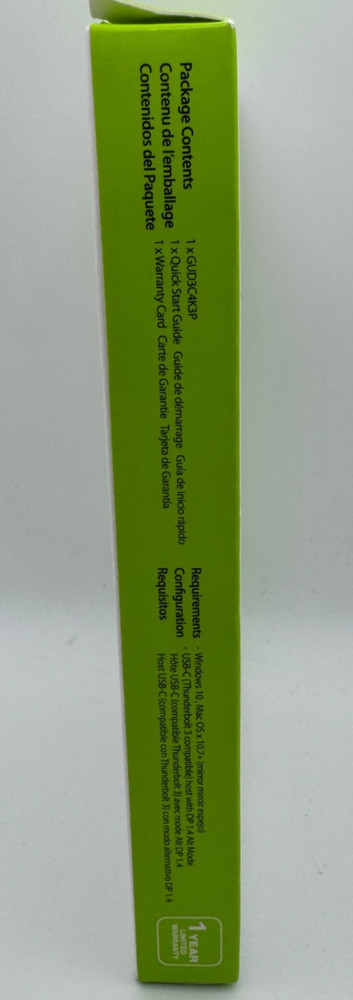 Package Contents
Contenu de l'emballage
Contenidos del Paquete
1 x GUD3C4K3P
1 x Quick Start Guide Guide de démarrage Guía de inicio rápido
1 x Warranty Card Carte de Garantie Tarjeta de Garantía
Requirements
Configuration
Requisitos
- Windows 10, Mac OS x 10.7+ (mirror miroir espejo)
- USB-C (Thunderbolt 3 compatible) host with DP 1.4 Alt Mode
Hôte USB-C (compatible Thunderbolt 3) avec mode Alt DP 1.4
Host USB-C (compatible con Thunderbolt 3) con modo alternativo DP 1.4
1 YEAR
LIMITED
WARRANTY